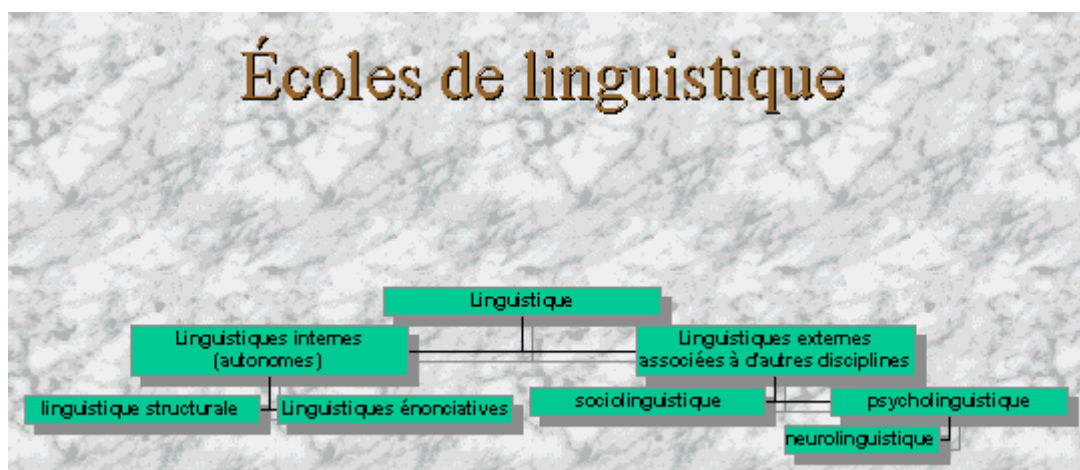 Écoles de linguistique
Linguistique
Linguistiques internes
(autonomes)
Linguistiques externes
associées à d'autres disciplines
linguistique structurale
Linguistiques énonciatives
sociolinguistique
psycholinguistique
neurolinguistique